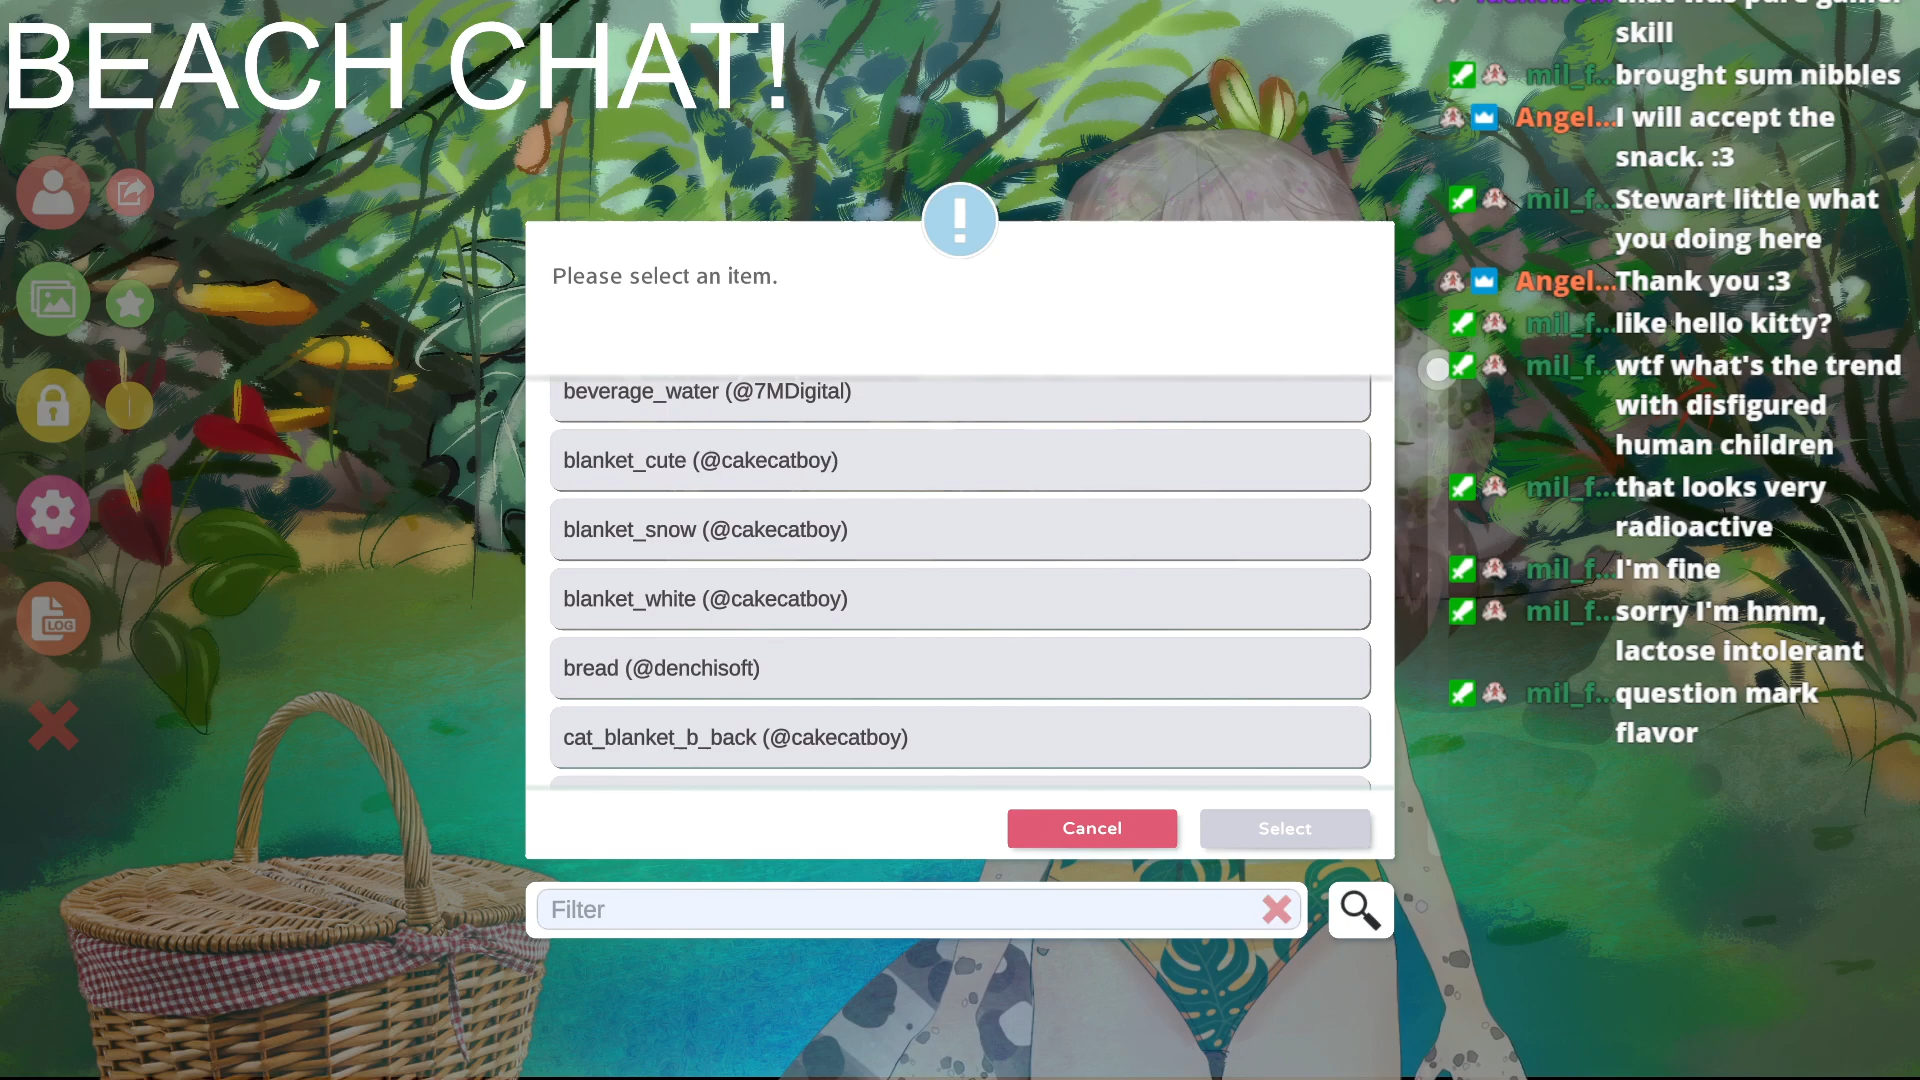 BEACH CHAT!
skill
mil_f...brought sum nibbles
Angel...I will accept the
snack. :3
mil_f...Stewart little what
you doing here
Angel...Thank you :3
mil_f...like hello kitty?
mil_f...wtf what's the trend
with disfigured
human children
mil_f...that looks very
radioactive
mil_f...I'm fine
mil_f...sorry I'm hmm,
lactose intolerant
mil_f...question mark
flavor
LOG
Please select an item.
beverage_water (@7MDigital)
blanket_cute (@cakecatboy)
blanket_snow (@cakecatboy)
blanket_white (@cakecatboy)
bread (@denchisoft)
cat_blanket_b_back (@cakecatboy)
Cancel
Select
Filter